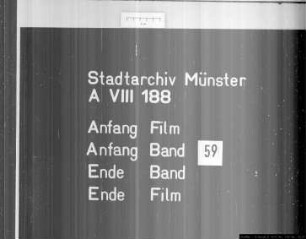 Stadtarchiv Münster
A VIII 188
Anfang Film
Anfang Band 59
Ende Band
Ende Film